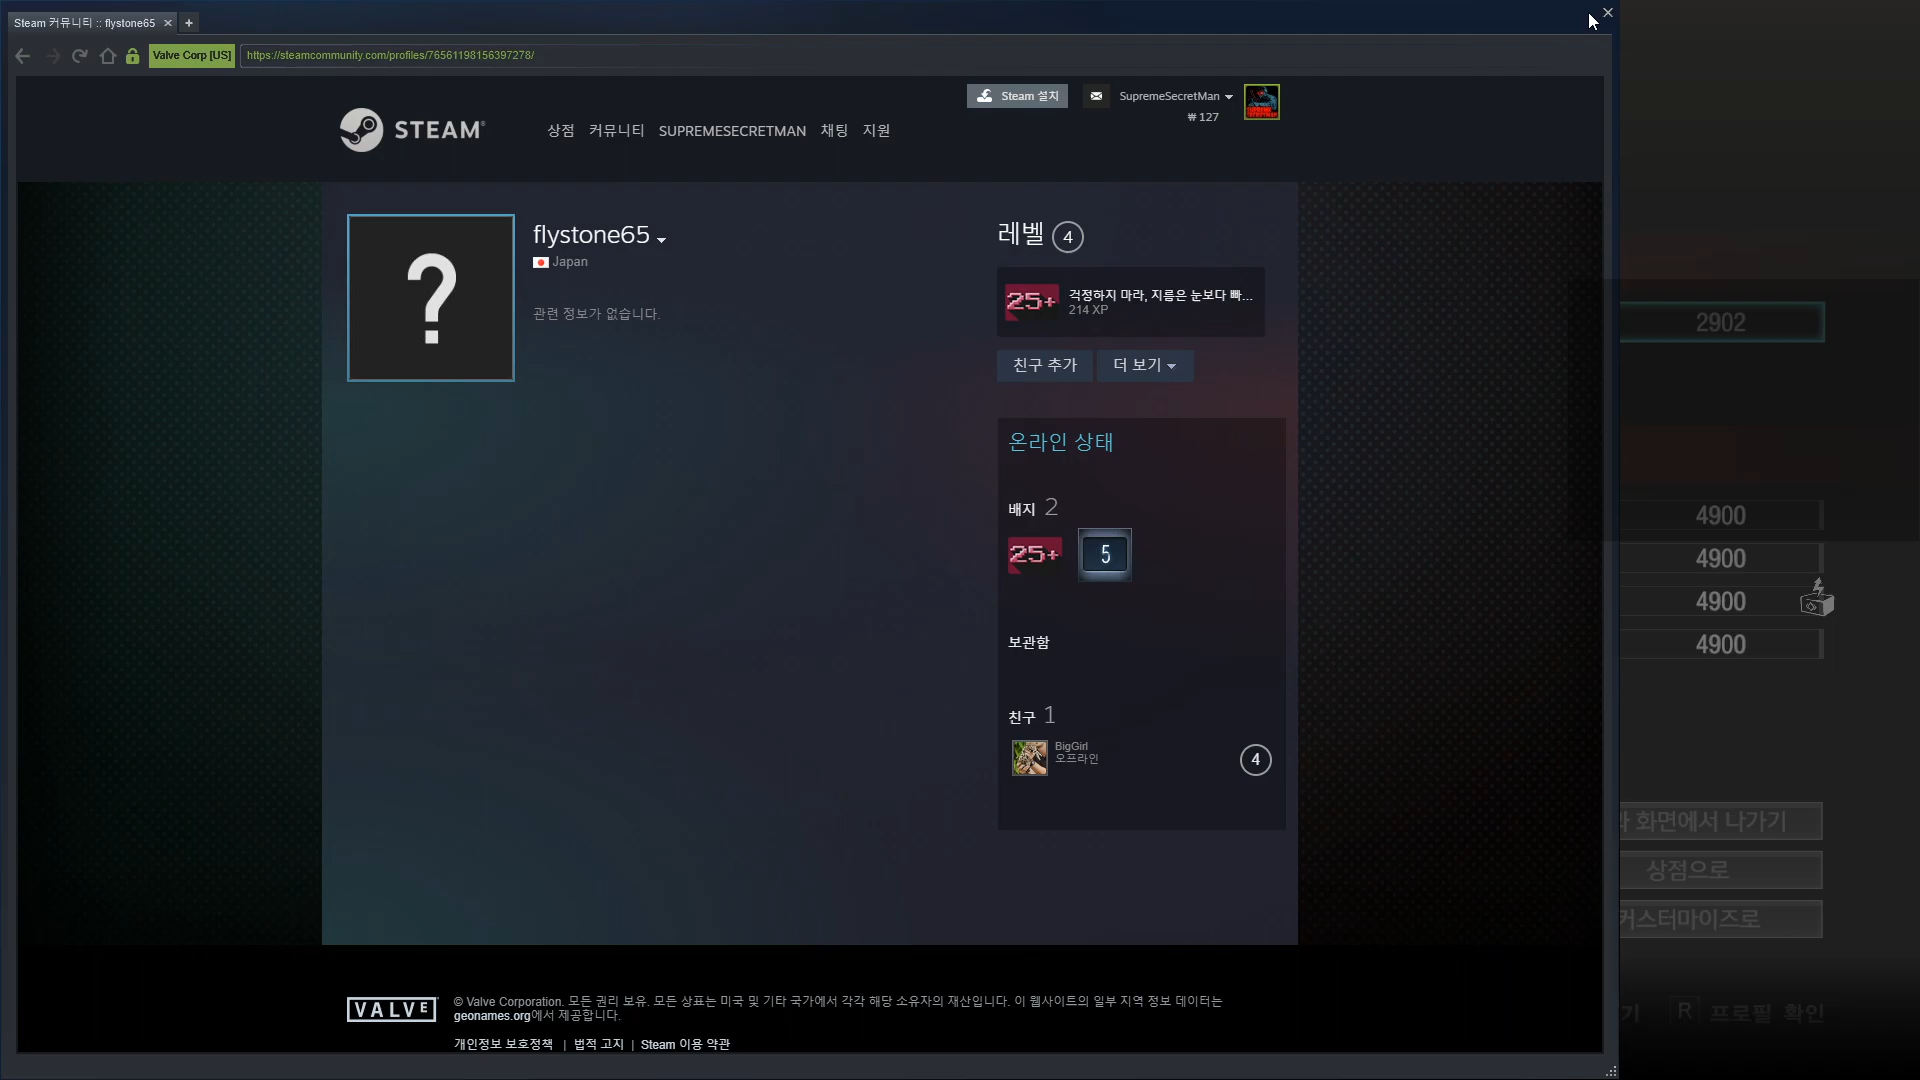 Steam 커뮤니티 :: flystone65
Valve Corp [US]
https://steamcommunity.com/profiles/76561198156397278/
Steam 설치
SupremeSecretMan
₩ 127
STEAM®
상점 커뮤니티 SUPREMESECRETMAN 채팅 지원
flystone65
Japan
관련 정보가 없습니다.
레벨 4
25+
걱정하지 마라, 지름은 눈보다 빠...
214 XP
친구 추가
더 보기
온라인 상태
배지 2
25+
5
보관함
친구 1
BigGirl
오프라인
4
2902
4900
4900
4900
4900
화면에서 나가기
상점으로
커스터마이즈로
기 R 프로필 확인
VALVE
© Valve Corporation. 모든 권리 보유. 모든 상표는 미국 및 기타 국가에서 각각 해당 소유자의 재산입니다. 이 웹사이트의 일부 지역 정보 데이터는
geonames.org에서 제공합니다.
개인정보 보호정책 | 법적 고지 | Steam 이용 약관